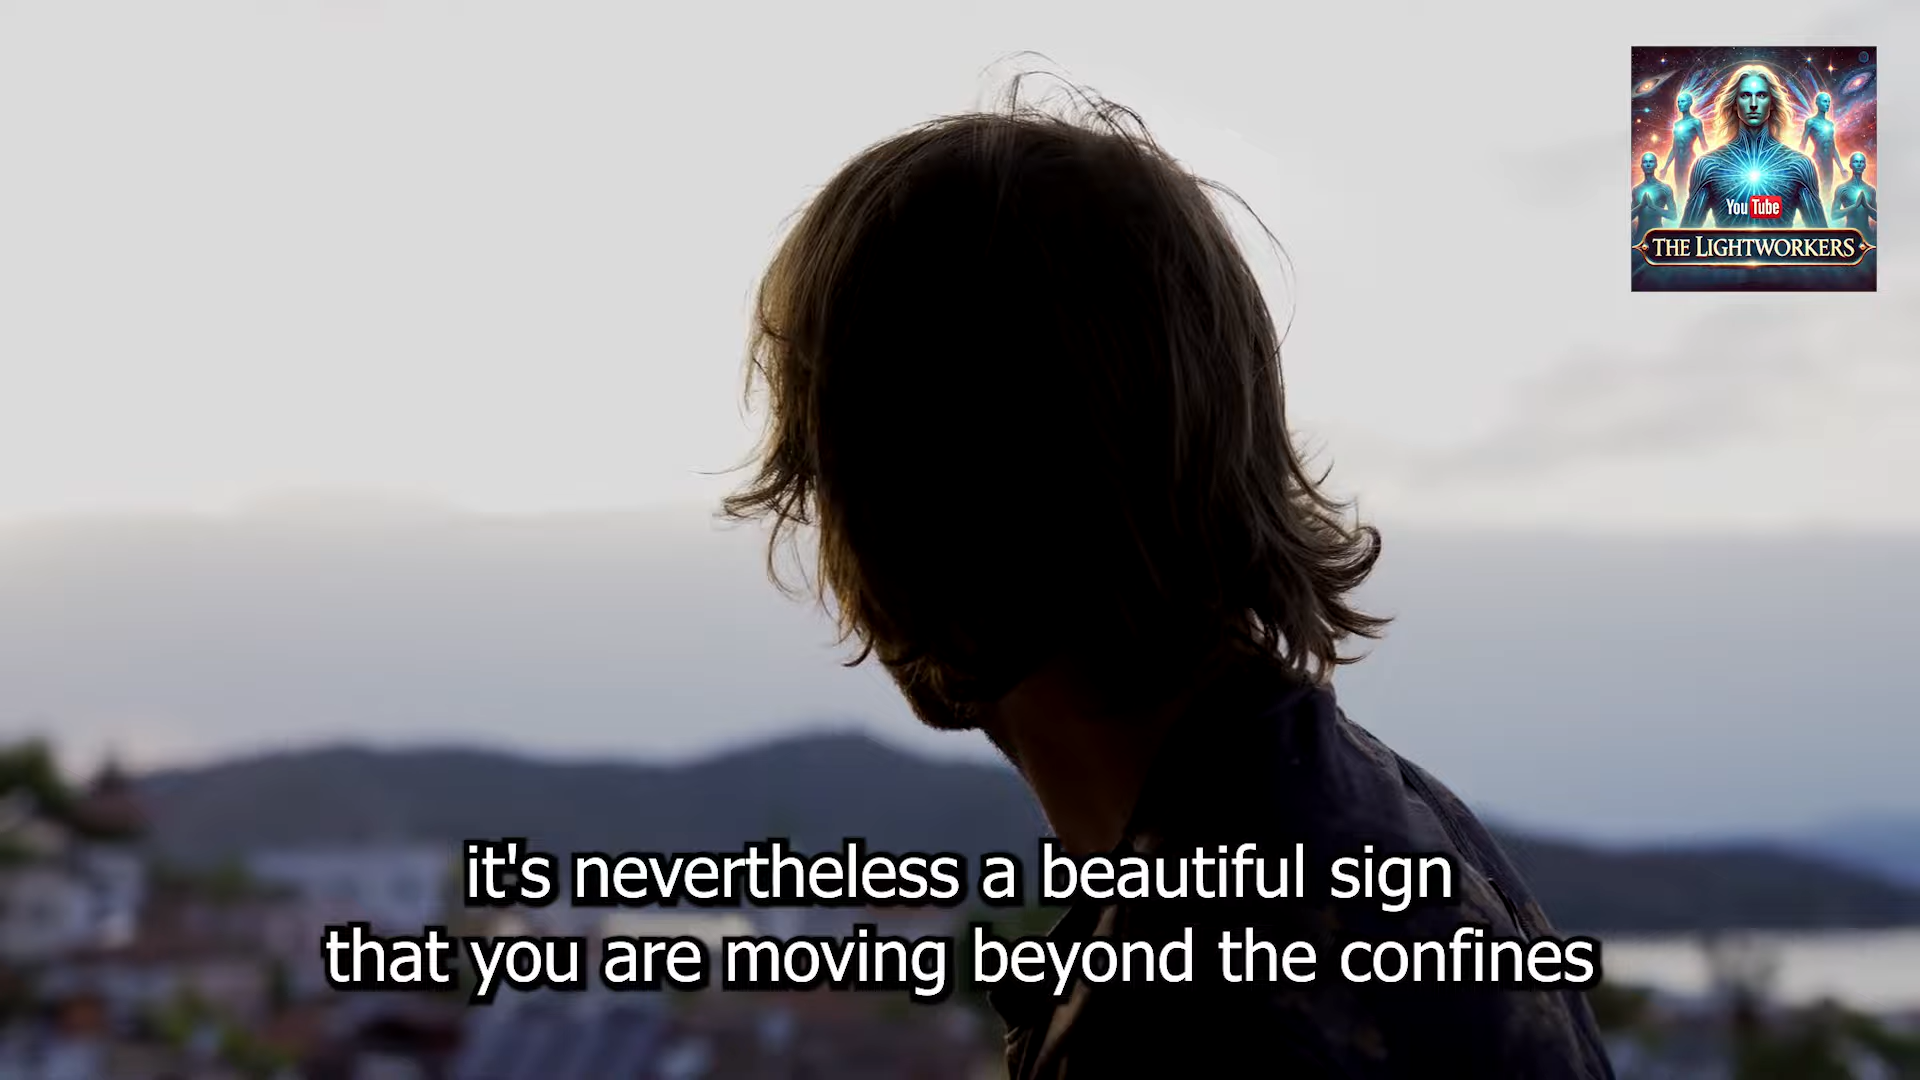 You Tube
THE LIGHTWORKERS
it's nevertheless a beautiful sign
that you are moving beyond the confines